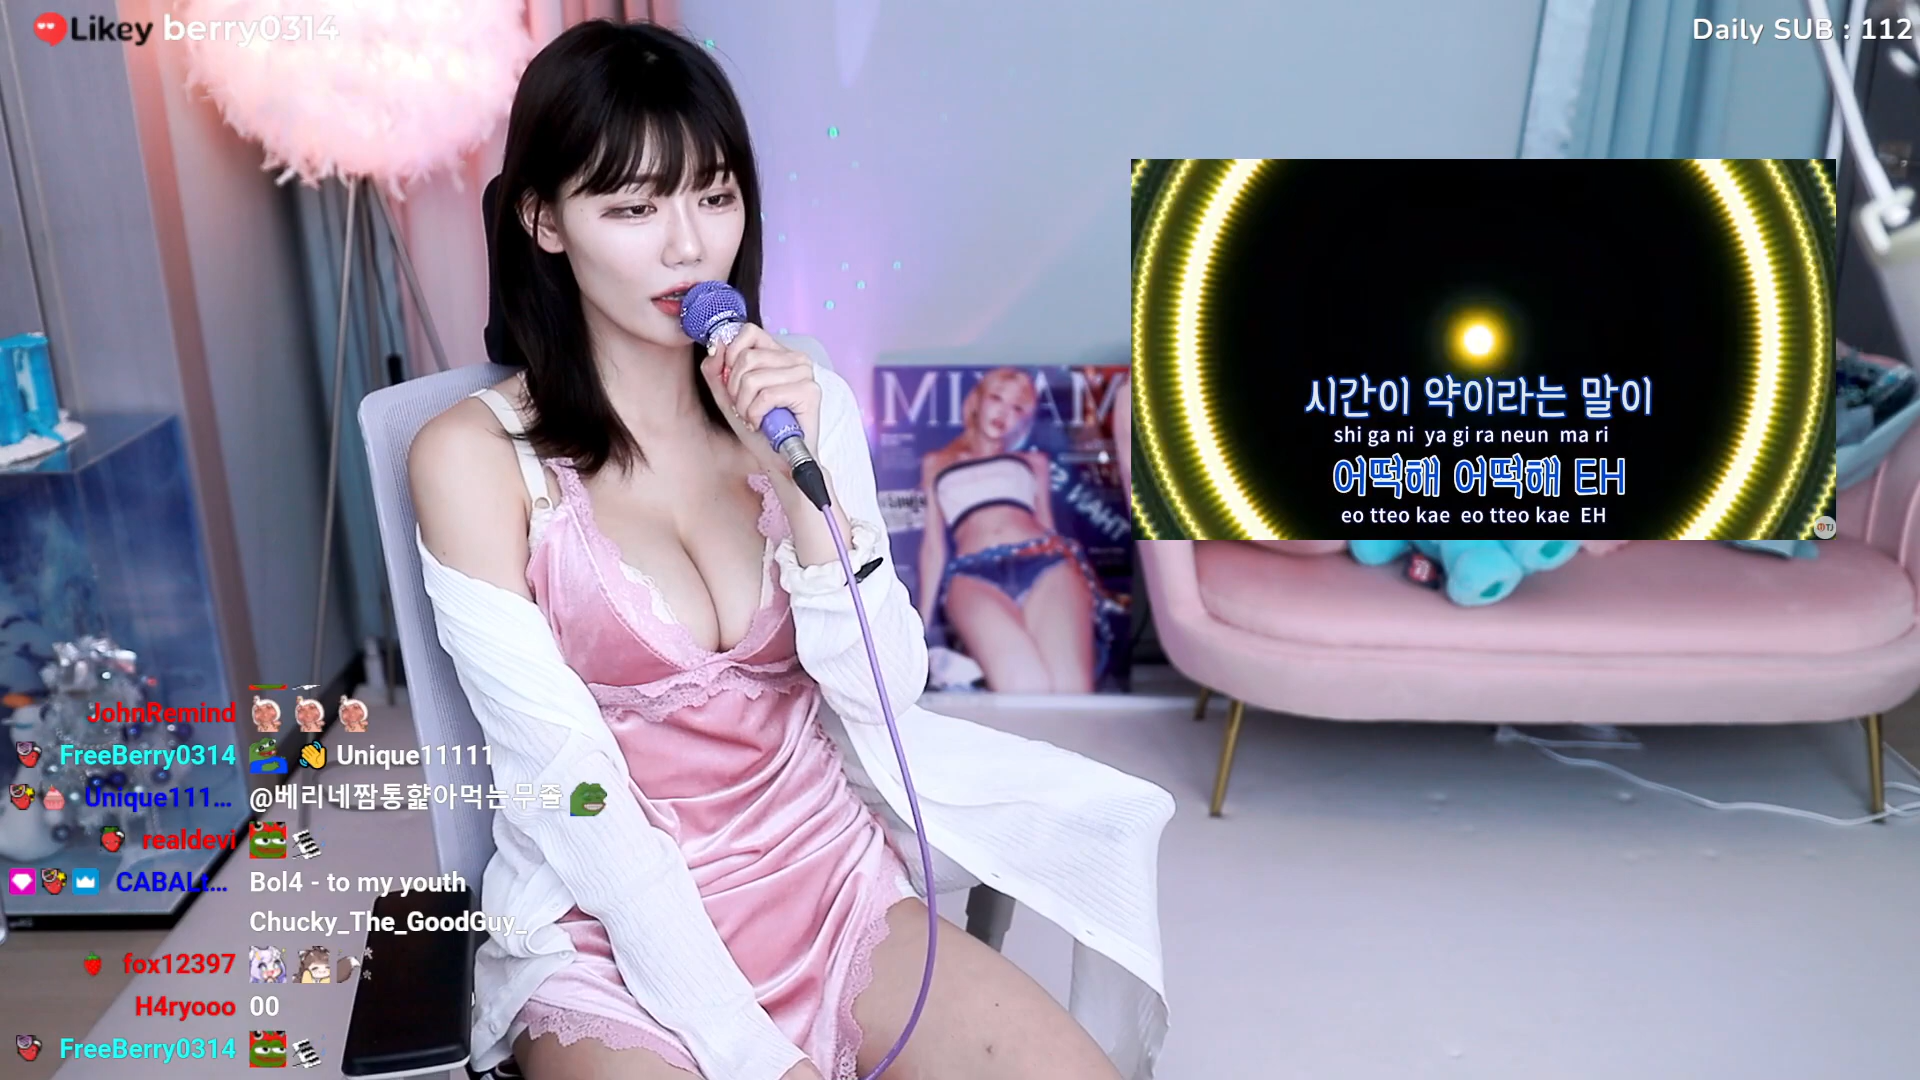 Likey berry0314
Daily SUB : 112
시간이 약이라는 말이
shi ga ni ya gi ra neun ma ri
어떡해 어떡해 EH
eo tteo kae eo tteo kae EH
TJ
JohnRemind
FreeBerry0314 Unique11111
Unique111... @베리네짬통햝아먹는무졸
realdevi
CABALt... Bol4 - to my youth
Chucky_The_GoodGuy_
fox12397
H4ryooo 00
FreeBerry0314